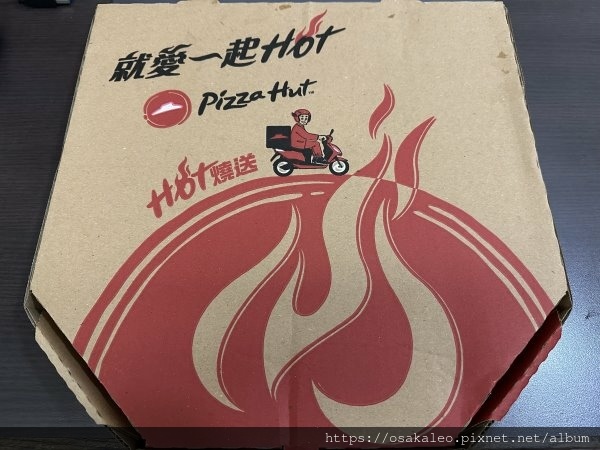 就愛一起Hot
Pizza Hut
Hot燒送
https://osakaleo.pixnet.net/album